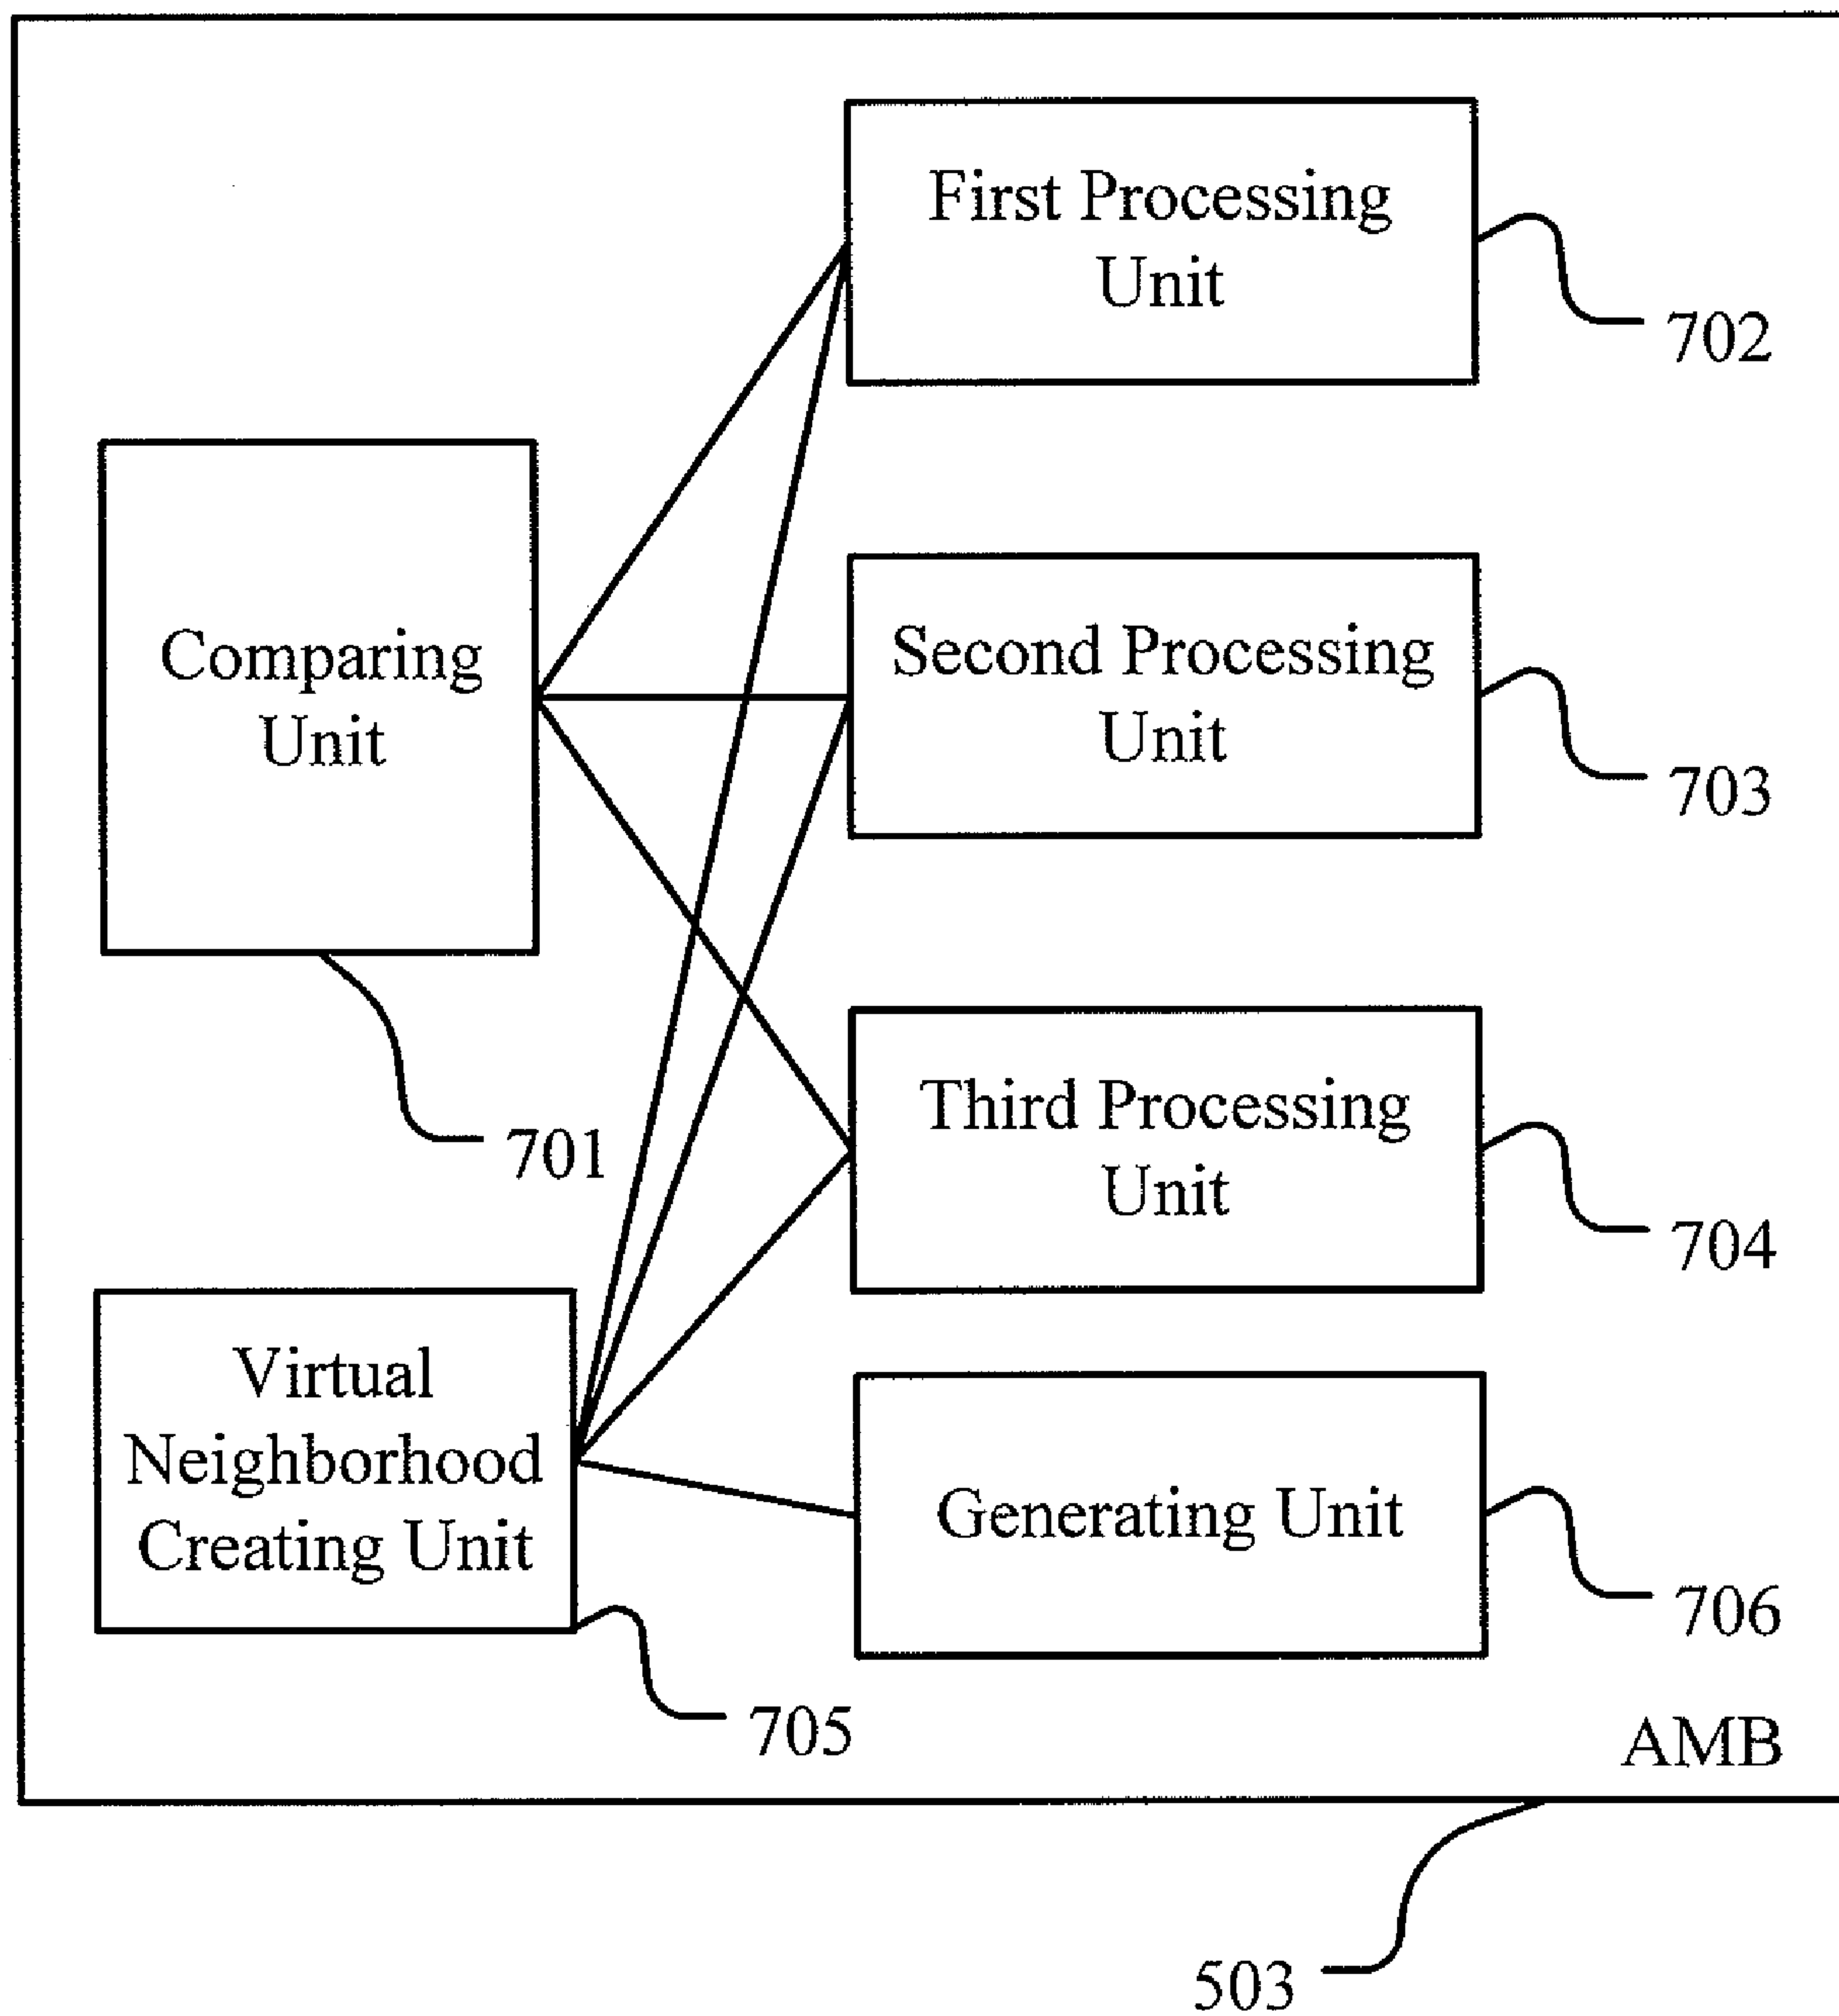 First Processing
Unit
702
Comparing
Unit
701
Second Processing
Unit
703
Third Processing
Unit
704
Virtual
Neighborhood
Creating Unit
705
Generating Unit
706
AMB
503